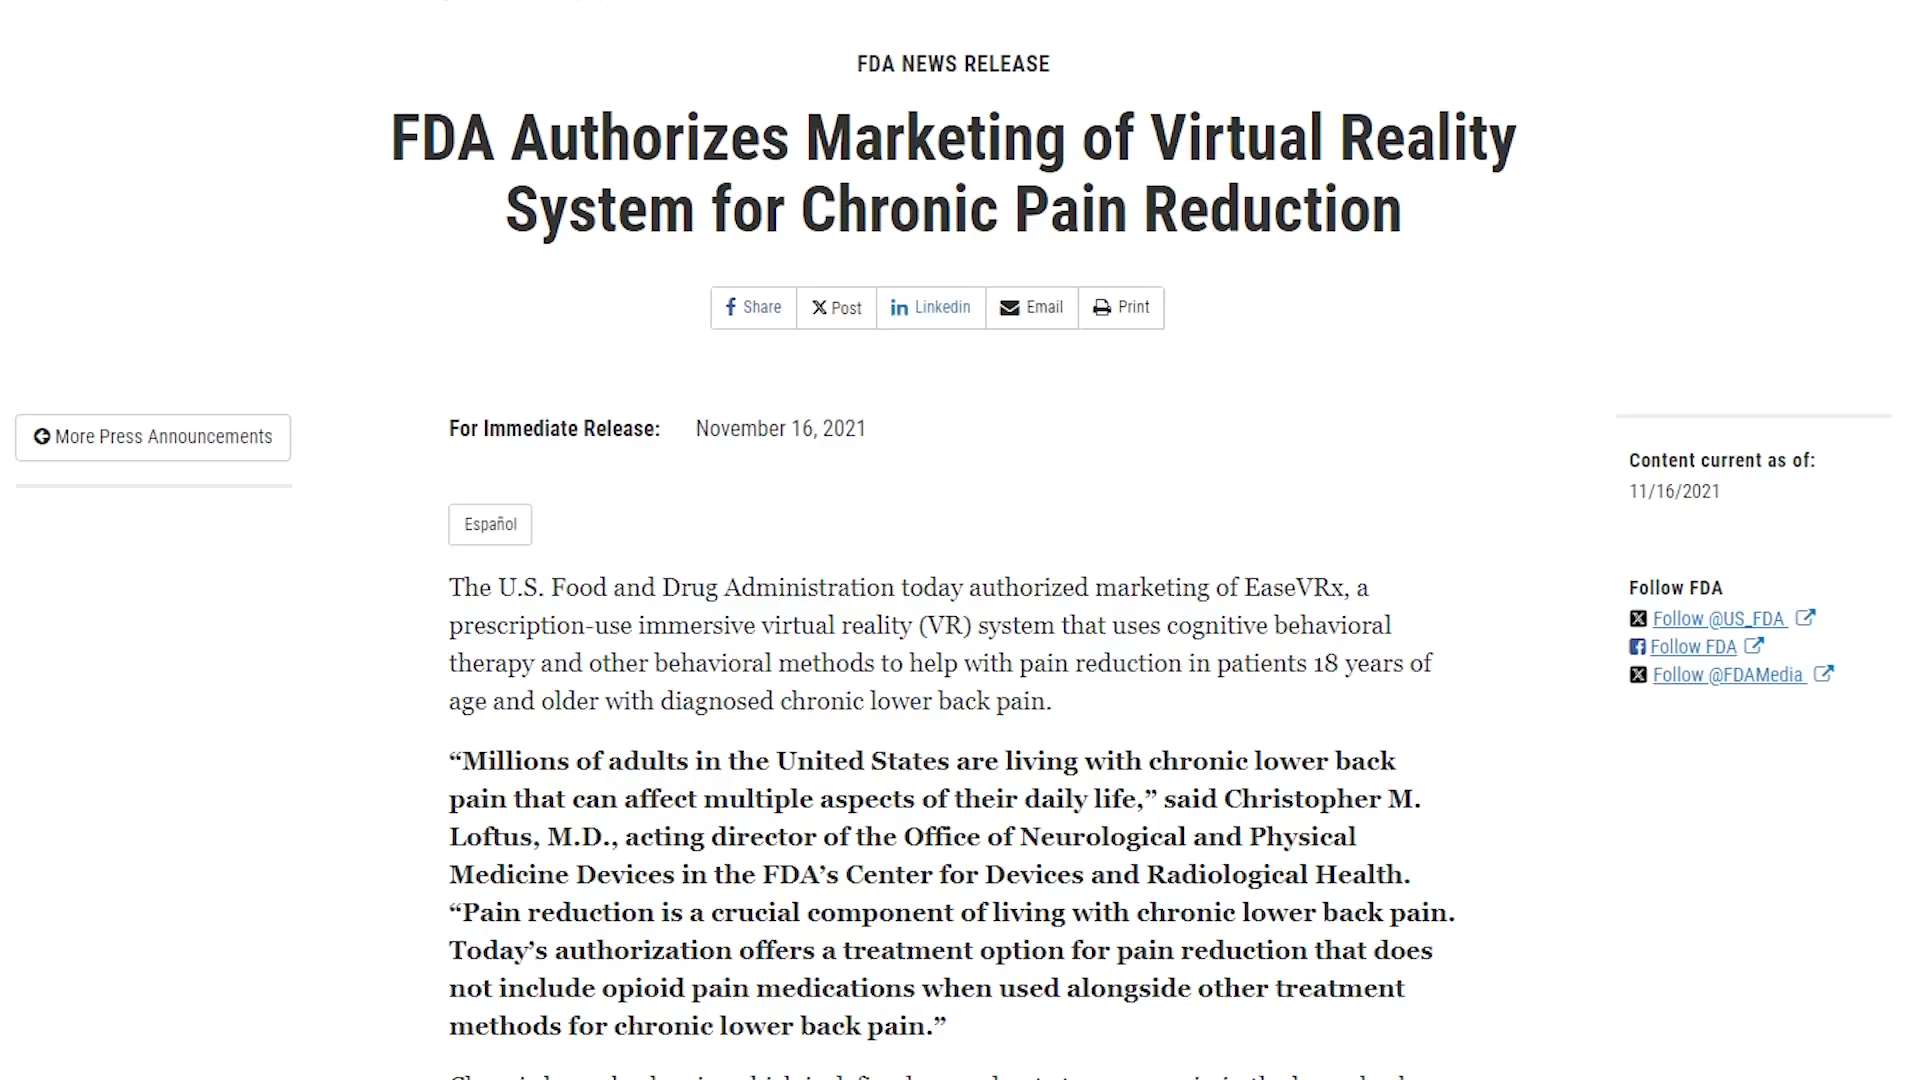 FDA NEWS RELEASE
FDA Authorizes Marketing of Virtual Reality
System for Chronic Pain Reduction
Share
Post
Linkedin
Email
Print
More Press Announcements
For Immediate Release: November 16, 2021
Español
The U.S. Food and Drug Administration today authorized marketing of EaseVRx, a
prescription-use immersive virtual reality (VR) system that uses cognitive behavioral
therapy and other behavioral methods to help with pain reduction in patients 18 years of
age and older with diagnosed chronic lower back pain.
“Millions of adults in the United States are living with chronic lower back
pain that can affect multiple aspects of their daily life,” said Christopher M.
Loftus, M.D., acting director of the Office of Neurological and Physical
Medicine Devices in the FDA’s Center for Devices and Radiological Health.
“Pain reduction is a crucial component of living with chronic lower back pain.
Today’s authorization offers a treatment option for pain reduction that does
not include opioid pain medications when used alongside other treatment
methods for chronic lower back pain.”
Content current as of:
11/16/2021
Follow FDA
Follow @US_FDA
Follow FDA
Follow @FDAMedia